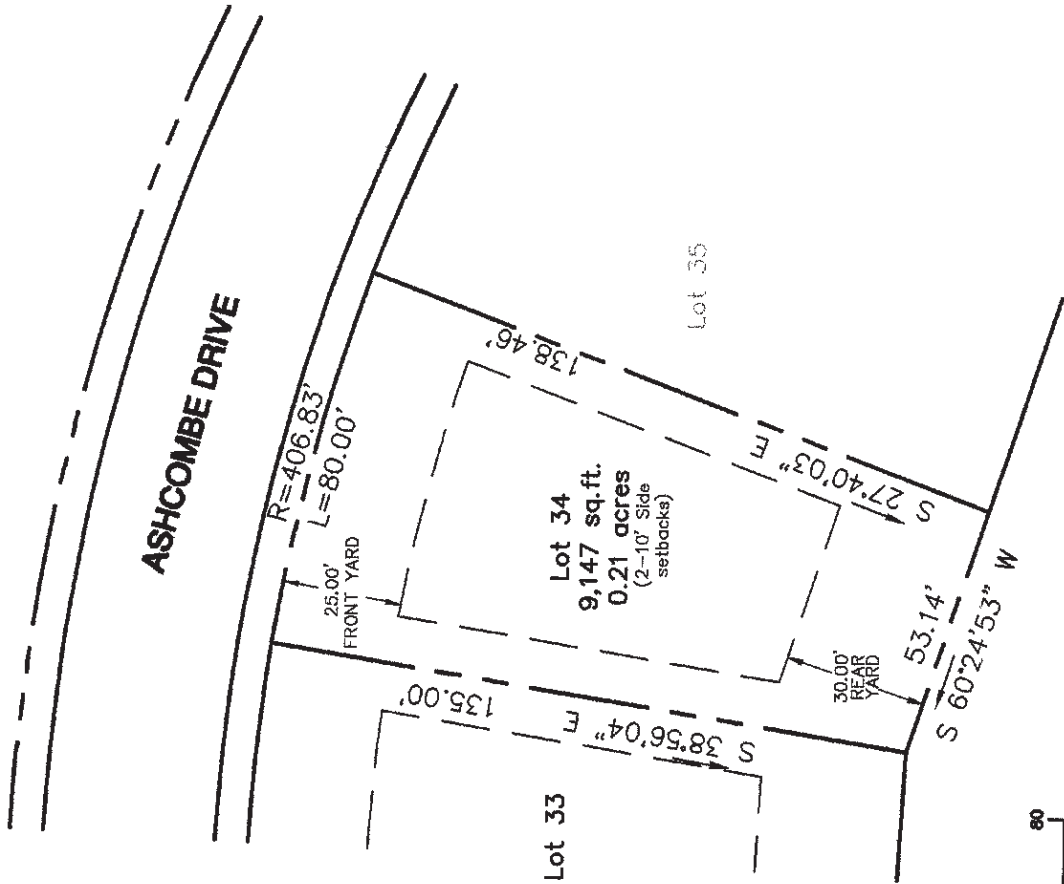 ASHCOMBE DRIVE
R=406.83'
L=80.00'
25.00'
FRONT YARD
138.46'
Lot 35
Lot 34
9,147 sq.ft.
0.21 acres
(2-10' Side
setbacks)
S 27°40'03" E
135.00'
S 38°56'04" E
30.00'
REAR
YARD
53.14'
S 60°24'53" W
Lot 33
80